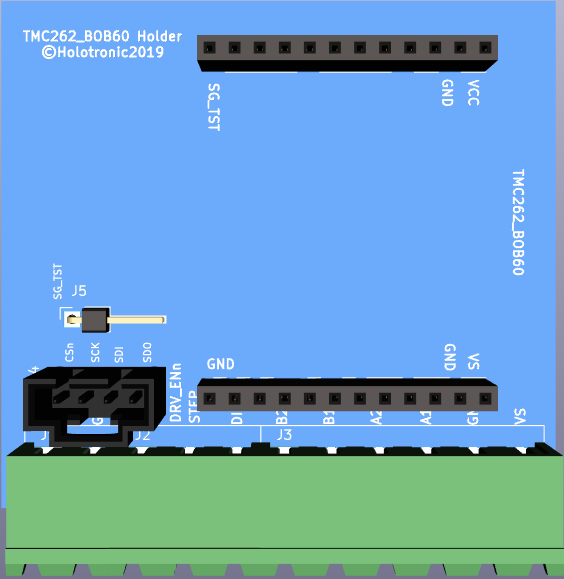 TMC262_BOB60 Holder
©Holotronic2019
SG_TST
GND
VCC
TMC262_BOB60
SG_TST
J5
CSn
SCK
SDI
SDO
GND
GND
VS
DRV_ENn
STEP
B2
B1
A2
A1
VS
J2
J3